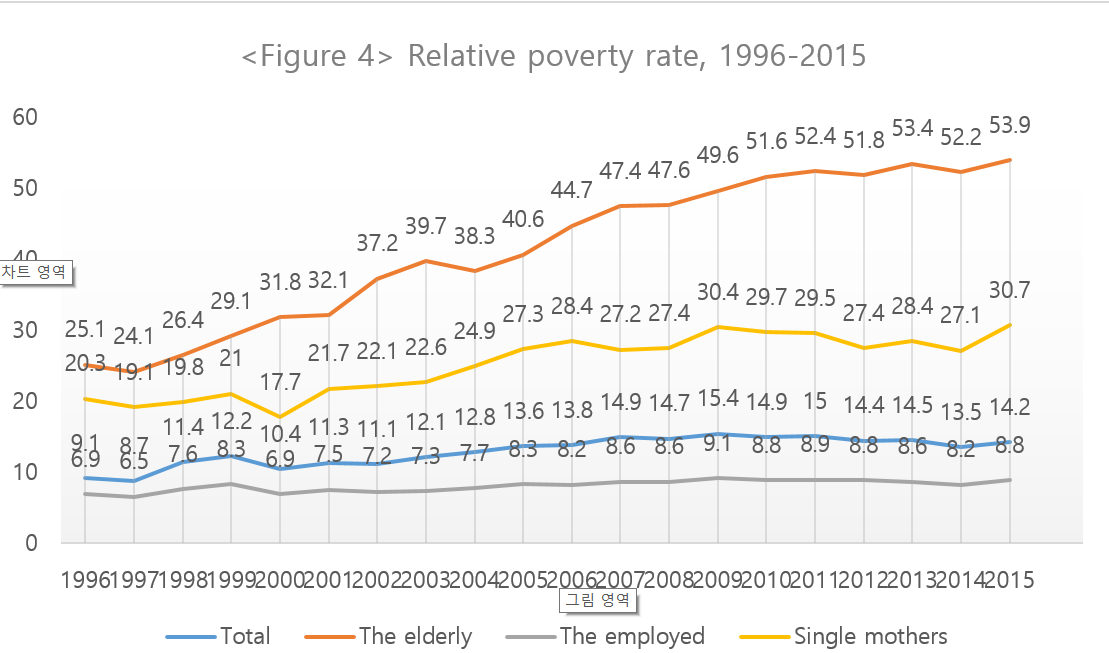 <Figure 4> Relative poverty rate, 1996-2015
60
50
40
30
20
10
0
차트 영역
25.1 24.1 26.4 29.1 31.8 32.1 37.2 39.7 38.3 40.6 44.7 47.4 47.6 49.6 51.6 52.4 51.8 53.4 52.2 53.9
20.3 19.1 19.8 21 17.7 21.7 22.1 22.6 24.9 27.3 28.4 27.2 27.4 30.4 29.7 29.5 27.4 28.4 27.1 30.7
9.1 8.7 11.4 12.2 10.4 11.3 11.1 12.1 12.8 13.6 13.8 14.9 14.7 15.4 14.9 15 14.4 14.5 13.5 14.2
6.9 6.5 7.6 8.3 6.9 7.5 7.2 7.3 7.7 8.3 8.2 8.6 8.6 9.1 8.8 8.9 8.8 8.6 8.2 8.8
1996 1997 1998 1999 2000 2001 2002 2003 2004 2005 2006 2007 2008 2009 2010 2011 2012 2013 2014 2015
그림 영역
Total The elderly The employed Single mothers